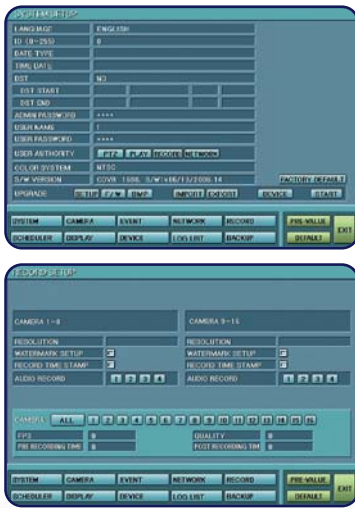 SYSTEM SETUP
LANGUAGE ENGLISH
ID (0~255) 0
DATE TYPE
TIME DATE
DST NO
DST START
DST END
ADMIN PASSWORD ****
USER NAME 1
USER PASSWORD ****
USER AUTHORITY PTZ PLAY RECORD NETWORK
COLOR SYSTEM NTSC
S/W VERSION FACTORY DEFAULT
UPGRADE SETUP F/W BMP IMPORT EXPORT DEVICE START
SYSTEM CAMERA EVENT NETWORK RECORD PRE-VALUE EXIT
SCHEDULER DISPLAY DEVICE LOG LIST BACKUP DEFAULT
RECORD SETUP
CAMERA 1~8 CAMERA 9~16
RESOLUTION RESOLUTION
WATERMARK SETUP WATERMARK SETUP
RECORD TIME STAMP RECORD TIME STAMP
AUDIO RECORD 1 2 3 4 AUDIO RECORD 1 2 3 4
CAMERA ALL 1 2 3 4 5 6 7 8 9 10 11 12 13 14 15 16
FPS 0 QUALITY 0
PRE RECORDING TIME 0 POST RECORDING TIM 0
SYSTEM CAMERA EVENT NETWORK RECORD PRE-VALUE EXIT
SCHEDULER DISPLAY DEVICE LOG LIST BACKUP DEFAULT